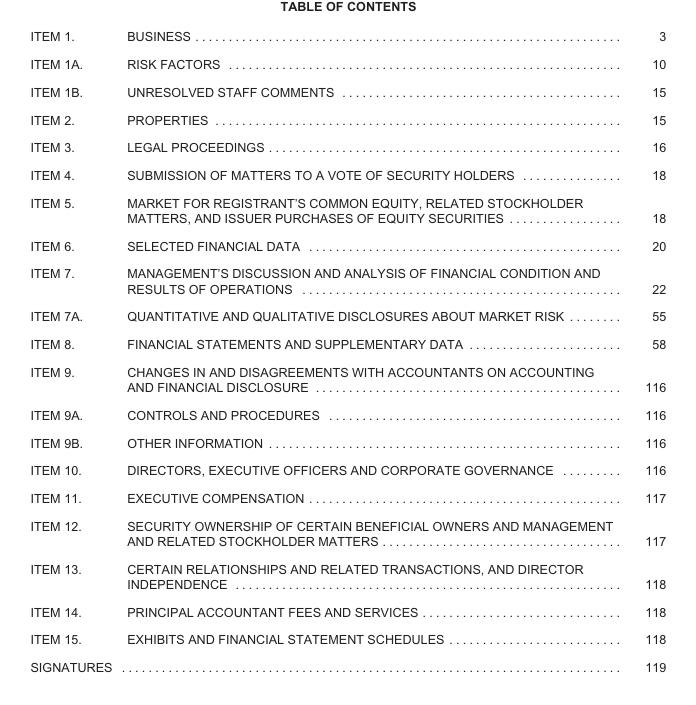 TABLE OF CONTENTS
ITEM 1. BUSINESS . . . . . . . . . . . . . . . . . . . . . . . . . . . . . . 3
ITEM 1A. RISK FACTORS . . . . . . . . . . . . . . . . . . . . . . . . . . . . . . 10
ITEM 1B. UNRESOLVED STAFF COMMENTS . . . . . . . . . . . . . . . . . . . . 15
ITEM 2. PROPERTIES . . . . . . . . . . . . . . . . . . . . . . . . . . . . . . 15
ITEM 3. LEGAL PROCEEDINGS . . . . . . . . . . . . . . . . . . . . . . . . . 16
ITEM 4. SUBMISSION OF MATTERS TO A VOTE OF SECURITY HOLDERS . . . . . . . . . . . . . . . 18
ITEM 5. MARKET FOR REGISTRANT’S COMMON EQUITY, RELATED STOCKHOLDER
MATTERS, AND ISSUER PURCHASES OF EQUITY SECURITIES . . . . . . . . . . . . . . . . . 18
ITEM 6. SELECTED FINANCIAL DATA . . . . . . . . . . . . . . . . . . . . . . . . . 20
ITEM 7. MANAGEMENT’S DISCUSSION AND ANALYSIS OF FINANCIAL CONDITION AND
RESULTS OF OPERATIONS . . . . . . . . . . . . . . . . . . . . . . . . . 22
ITEM 7A. QUANTITATIVE AND QUALITATIVE DISCLOSURES ABOUT MARKET RISK . . . . . . . . 55
ITEM 8. FINANCIAL STATEMENTS AND SUPPLEMENTARY DATA . . . . . . . . . . . . . . . . . . . . . . . 58
ITEM 9. CHANGES IN AND DISAGREEMENTS WITH ACCOUNTANTS ON ACCOUNTING
AND FINANCIAL DISCLOSURE . . . . . . . . . . . . . . . . . . . . . . . . . 116
ITEM 9A. CONTROLS AND PROCEDURES . . . . . . . . . . . . . . . . . . . . . . . . . 116
ITEM 9B. OTHER INFORMATION . . . . . . . . . . . . . . . . . . . . . . . . . 116
ITEM 10. DIRECTORS, EXECUTIVE OFFICERS AND CORPORATE GOVERNANCE . . . . . . . . . 116
ITEM 11. EXECUTIVE COMPENSATION . . . . . . . . . . . . . . . . . . . . . . . . . 117
ITEM 12. SECURITY OWNERSHIP OF CERTAIN BENEFICIAL OWNERS AND MANAGEMENT
AND RELATED STOCKHOLDER MATTERS . . . . . . . . . . . . . . . . . . . . . . . . . 117
ITEM 13. CERTAIN RELATIONSHIPS AND RELATED TRANSACTIONS, AND DIRECTOR
INDEPENDENCE . . . . . . . . . . . . . . . . . . . . . . . . . 118
ITEM 14. PRINCIPAL ACCOUNTANT FEES AND SERVICES . . . . . . . . . . . . . . . . . . . . . . . . . 118
ITEM 15. EXHIBITS AND FINANCIAL STATEMENT SCHEDULES . . . . . . . . . . . . . . . . . . . . . . . . . 118
SIGNATURES . . . . . . . . . . . . . . . . . . . . . . . . . . . . . . 119